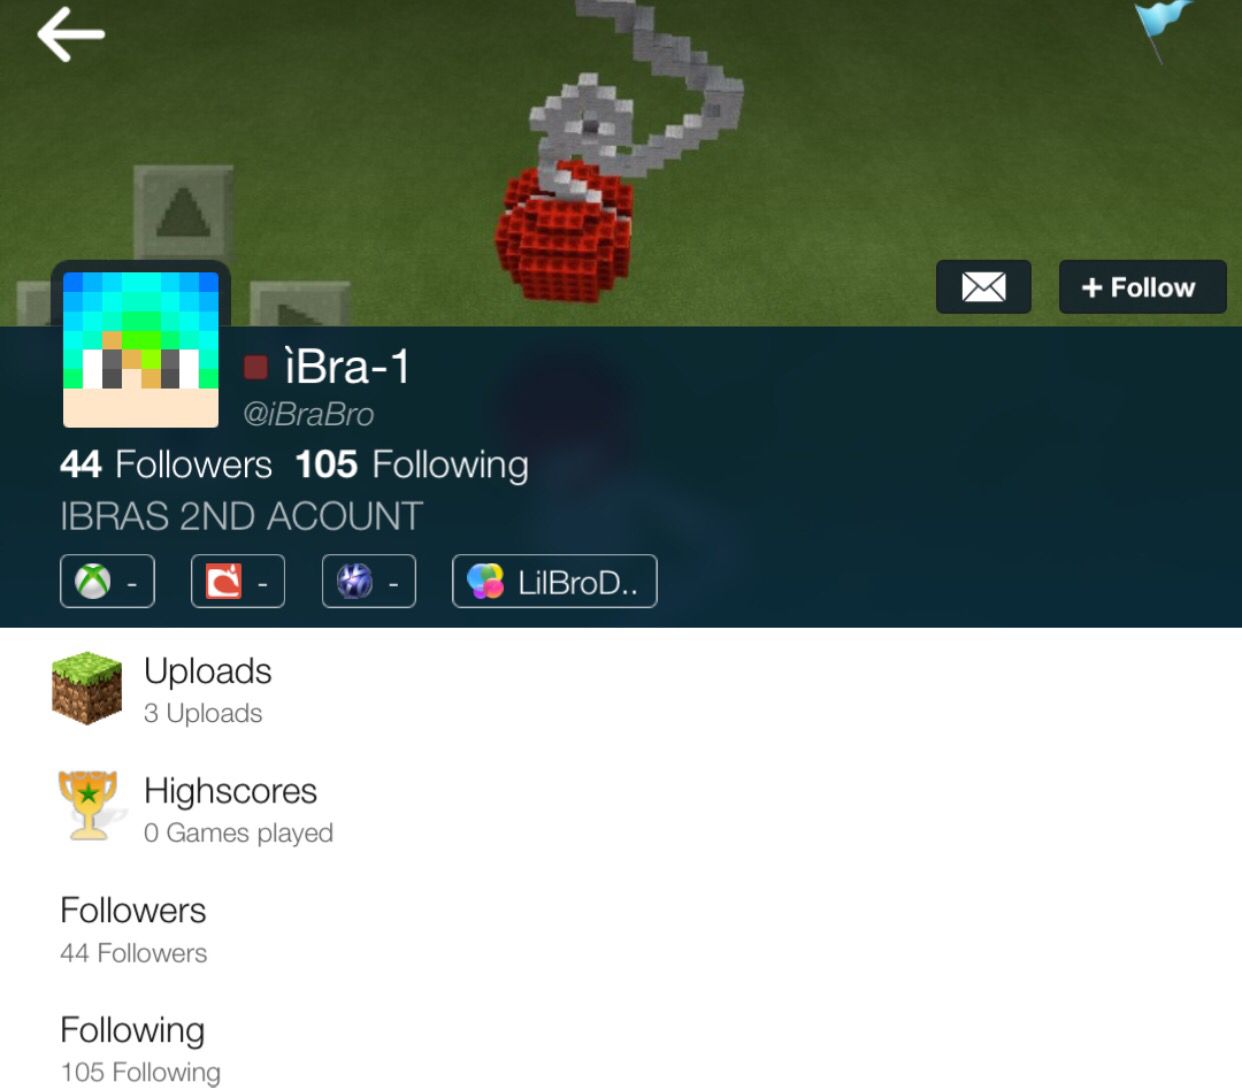 + Follow
ìBra-1
@iBraBro
44 Followers 105 Following
IBRAS 2ND ACOUNT
- - - LilBroD..
Uploads
3 Uploads
Highscores
0 Games played
Followers
44 Followers
Following
105 Following